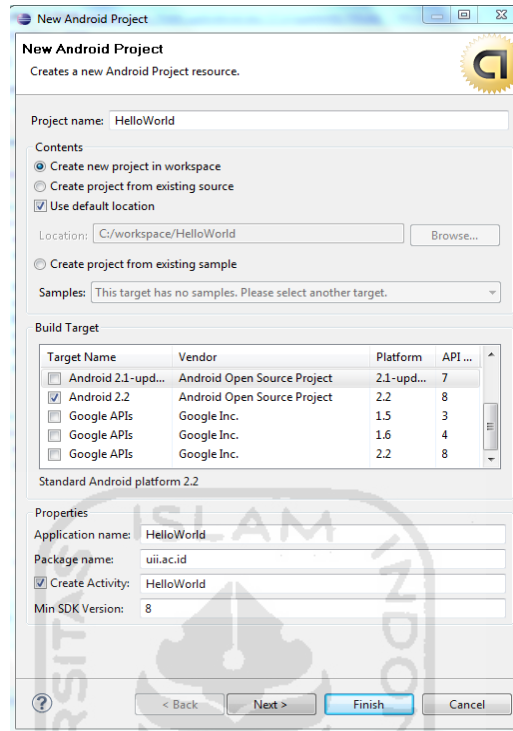 New Android Project
New Android Project
Creates a new Android Project resource.
Project name: HelloWorld
Contents
Create new project in workspace
Create project from existing source
Use default location
Location: C:/workspace/HelloWorld Browse...
Create project from existing sample
Samples: This target has no samples. Please select another target.
Build Target
Target Name Vendor Platform API ...
Android 2.1-upd... Android Open Source Project 2.1-upd... 7
Android 2.2 Android Open Source Project 2.2 8
Google APIs Google Inc. 1.5 3
Google APIs Google Inc. 1.6 4
Google APIs Google Inc. 2.2 8
Standard Android platform 2.2
Properties
ISLAM
Application name: HelloWorld
Package name: uii.ac.id
Create Activity: HelloWorld
Min SDK Version: 8
RSITAS
INDO
? < Back Next > Finish Cancel